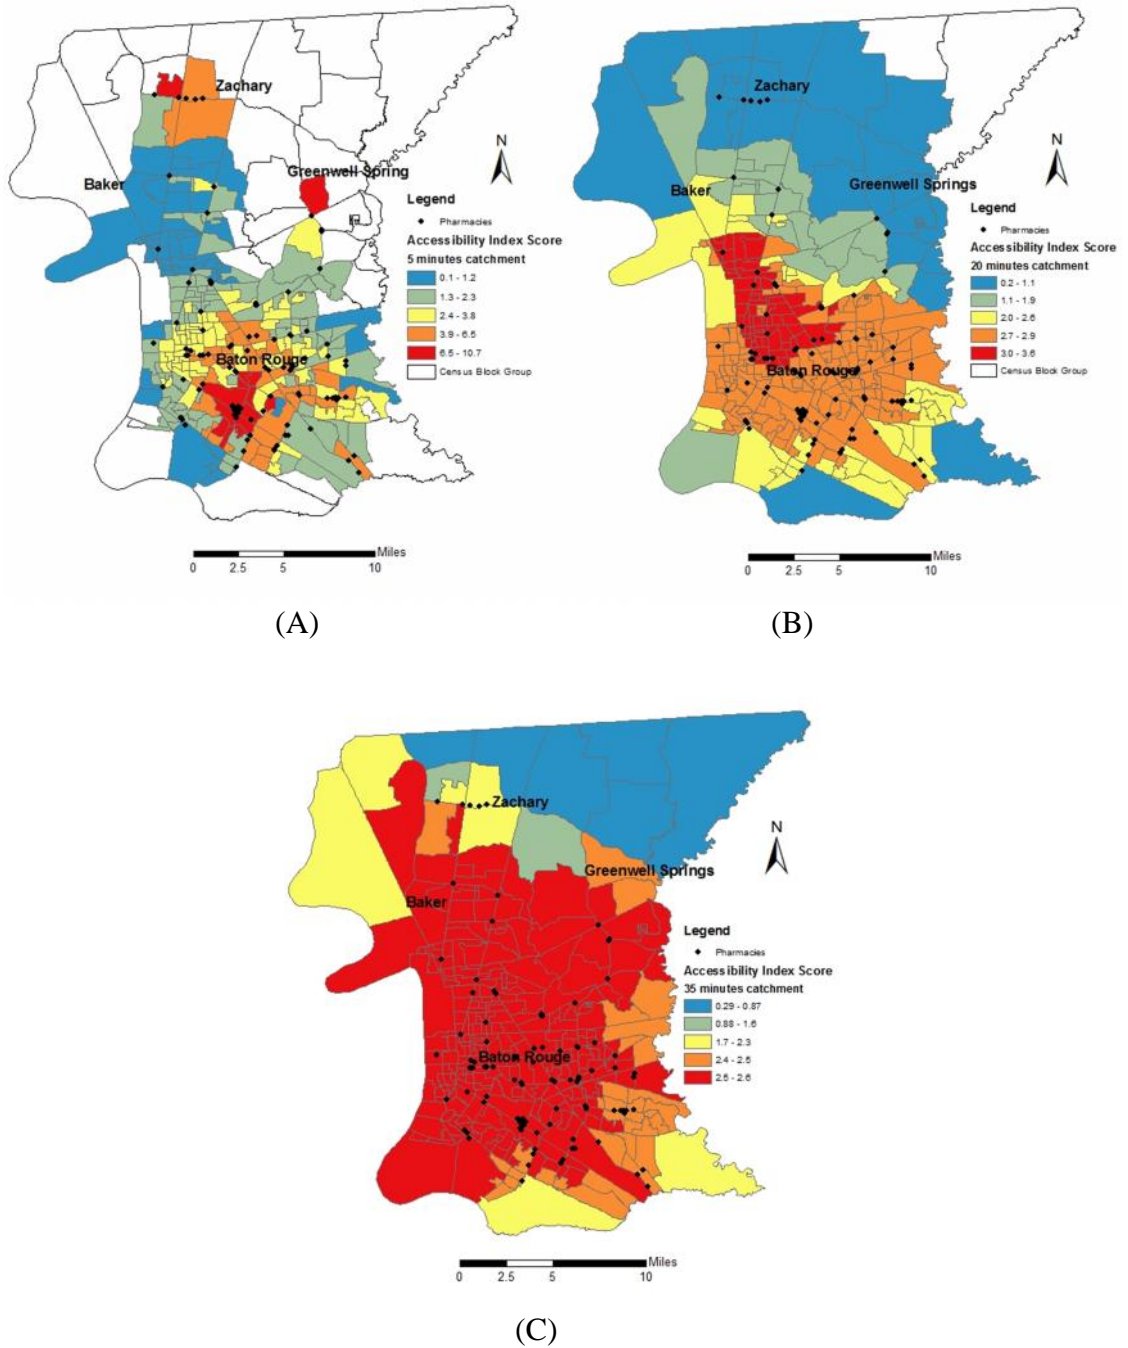 Zachary
N
Greenwell Spring
Baker
Legend
Pharmacies
Accessibility Index Score
5 minutes catchment
0.1 - 1.2
1.3 - 2.3
2.4 - 3.8
3.9 - 6.5
6.5 - 10.7
Census Block Group
Baton Rouge
Miles
0 2.5 5 10
(A)
Zachary
N
Baker
Greenwell Springs
Legend
Pharmacies
Accessibility Index Score
20 minutes catchment
0.2 - 1.1
1.1 - 1.9
2.0 - 2.6
2.7 - 2.9
3.0 - 3.6
Census Block Group
Baton Rouge
Miles
0 2.5 5 10
(B)
Zachary
N
Greenwell Springs
Baker
Legend
Pharmacies
Accessibility Index Score
35 minutes catchment
0.29 - 0.87
0.88 - 1.6
1.7 - 2.3
2.4 - 2.5
2.5 - 2.6
Baton Rouge
Miles
0 2.5 5 10
(C)